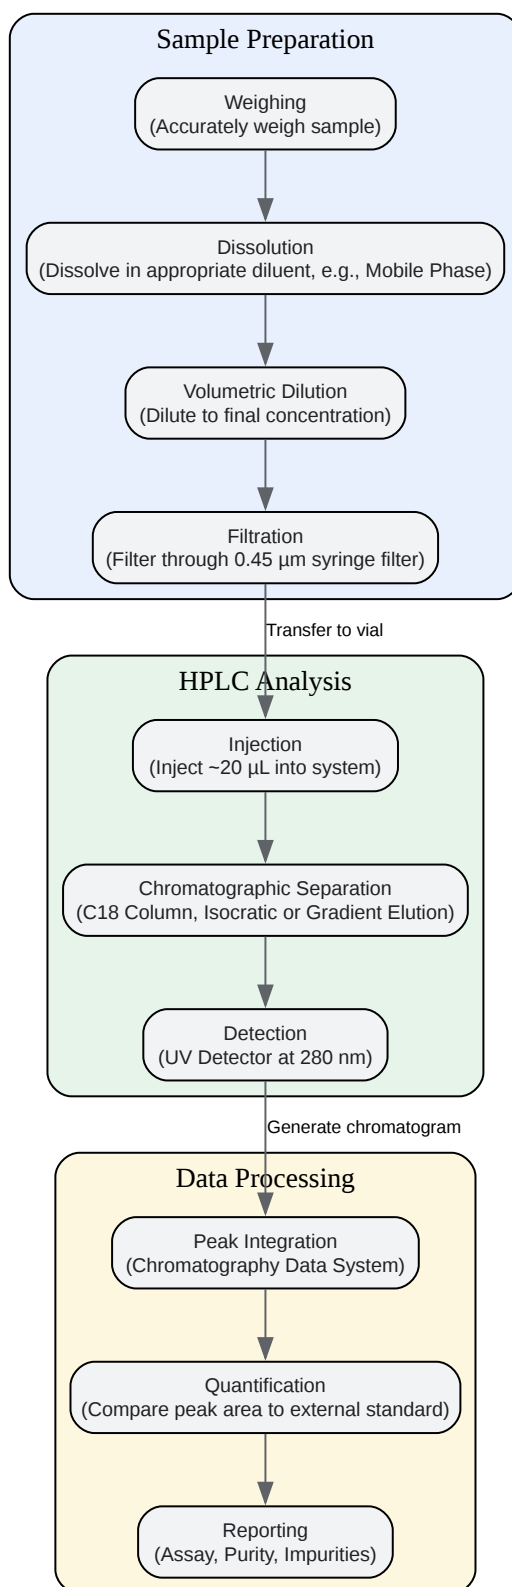 Sample Preparation
Weighing
(Accurately weigh sample)
Dissolution
(Dissolve in appropriate diluent, e.g., Mobile Phase)
Volumetric Dilution
(Dilute to final concentration)
Filtration
(Filter through 0.45 µm syringe filter)
Transfer to vial
HPLC Analysis
Injection
(Inject ~20 µL into system)
Chromatographic Separation
(C18 Column, Isocratic or Gradient Elution)
Detection
(UV Detector at 280 nm)
Generate chromatogram
Data Processing
Peak Integration
(Chromatography Data System)
Quantification
(Compare peak area to external standard)
Reporting
(Assay, Purity, Impurities)